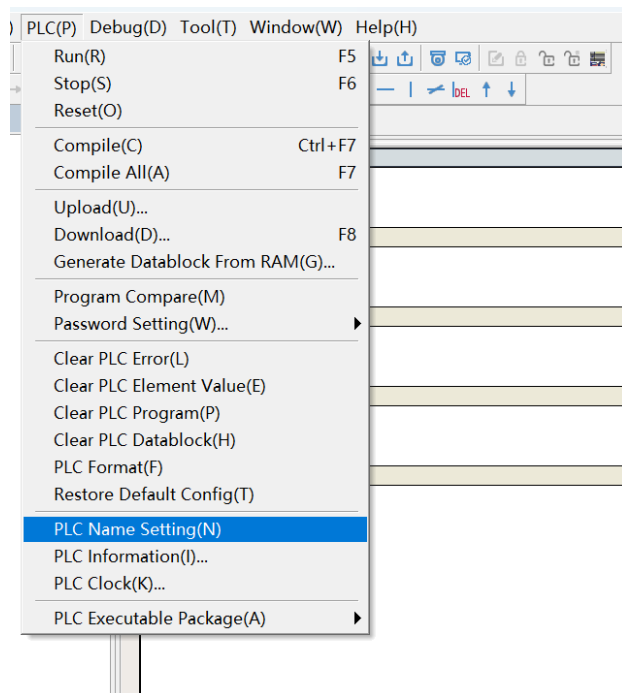 ) PLC(P) Debug(D) Tool(T) Window(W) Help(H)
Run(R) F5
Stop(S) F6
Reset(O)
Compile(C) Ctrl+F7
Compile All(A) F7
Upload(U)...
Download(D)... F8
Generate Datablock From RAM(G)...
Program Compare(M)
Password Setting(W)...
Clear PLC Error(L)
Clear PLC Element Value(E)
Clear PLC Program(P)
Clear PLC Datablock(H)
PLC Format(F)
Restore Default Config(T)
PLC Name Setting(N)
PLC Information(I)...
PLC Clock(K)...
PLC Executable Package(A)
DEL